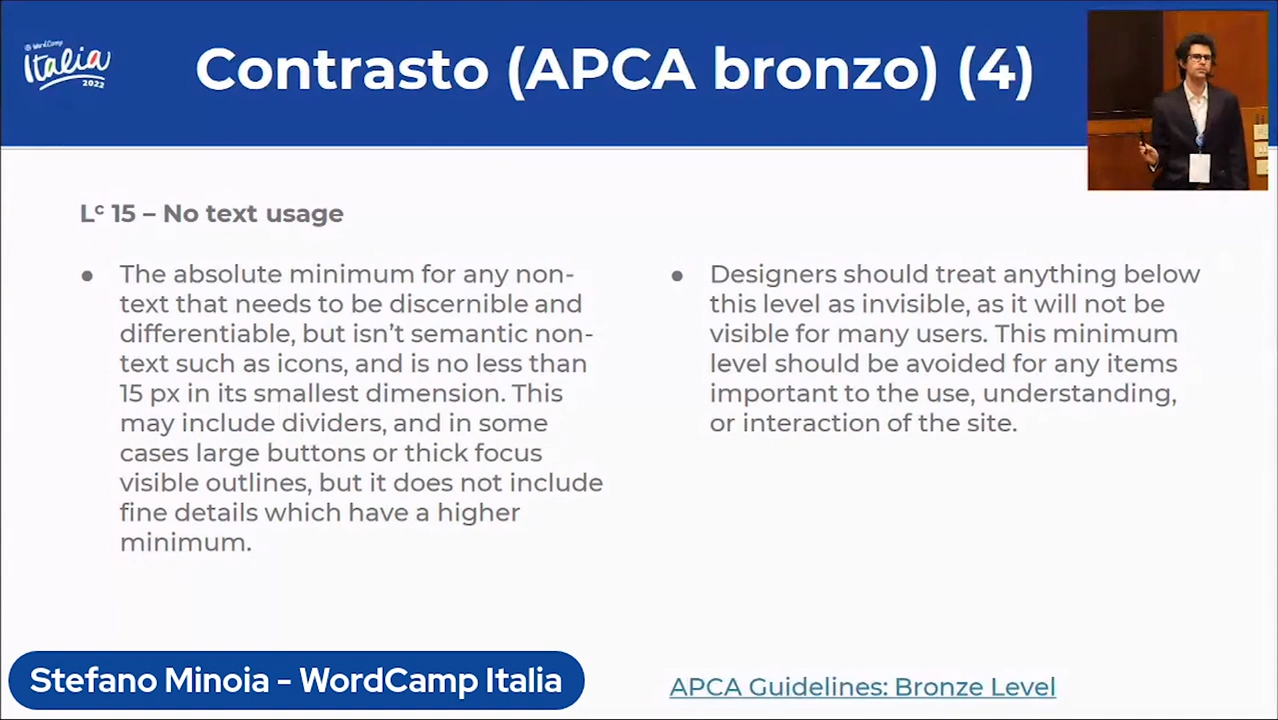 WordCamp
Italia
2022
Contrasto (APCA bronzo) (4)
Lᶜ 15 – No text usage
● The absolute minimum for any non-
text that needs to be discernible and
differentiable, but isn’t semantic non-
text such as icons, and is no less than
15 px in its smallest dimension. This
may include dividers, and in some
cases large buttons or thick focus
visible outlines, but it does not include
fine details which have a higher
minimum.
● Designers should treat anything below
this level as invisible, as it will not be
visible for many users. This minimum
level should be avoided for any items
important to the use, understanding,
or interaction of the site.
Stefano Minoia - WordCamp Italia
APCA Guidelines: Bronze Level